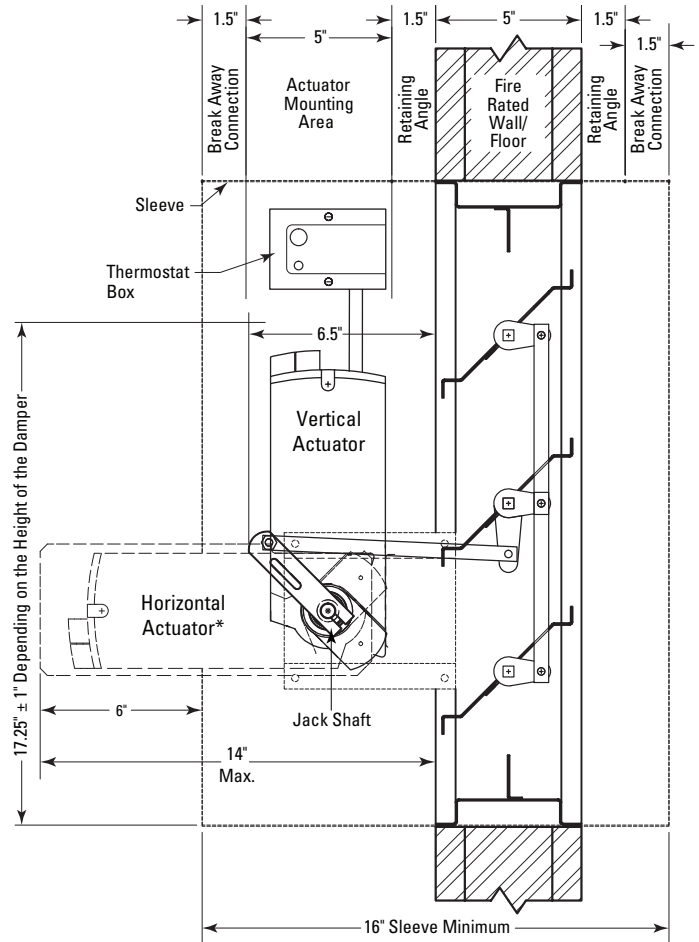 1.5"
1.5"
5"
1.5"
5"
1.5"
Break Away
Connection
Actuator
Mounting
Area
Retaining
Angle
Fire
Rated
Wall/
Floor
Retaining
Angle
Break Away
Connection
Sleeve
Thermostat
Box
6.5"
Vertical
Actuator
17.25" ± 1" Depending on the Height of the Damper
Horizontal
Actuator*
Jack Shaft
6"
14"
Max.
16" Sleeve Minimum